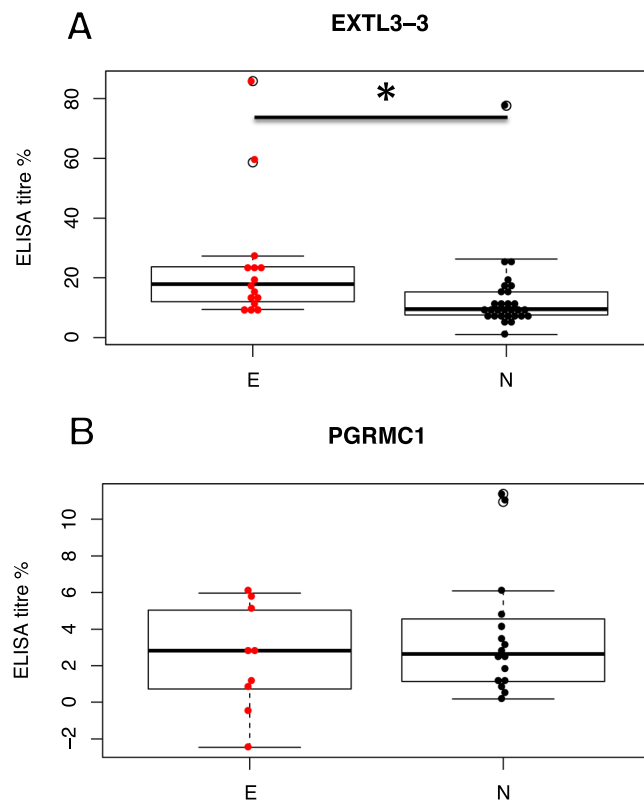 A
EXTL3–3
*
80
60
40
20
0
ELISA titre %
E N
B
PGRMC1
10
8
6
4
2
0
−2
ELISA titre %
E N